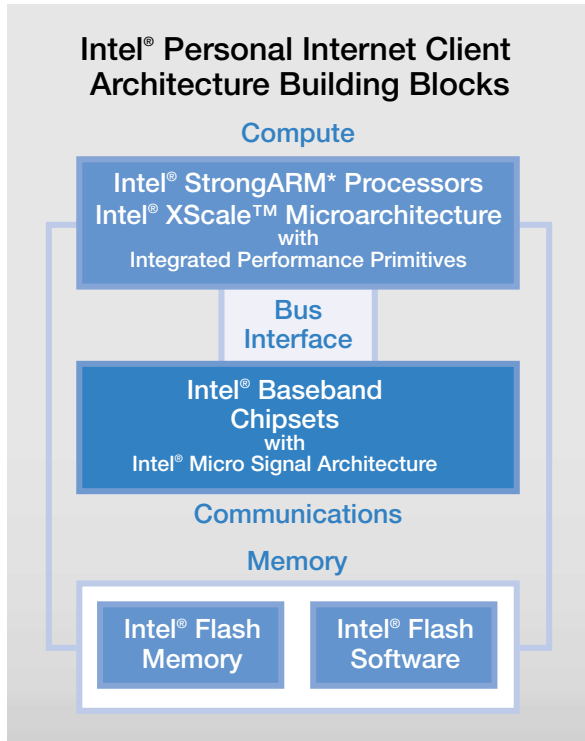 Intel® Personal Internet Client
Architecture Building Blocks
Compute
Intel® StrongARM* Processors
Intel® XScale™ Microarchitecture
with
Integrated Performance Primitives
Bus
Interface
Intel® Baseband
Chipsets
with
Intel® Micro Signal Architecture
Communications
Memory
Intel® Flash
Memory
Intel® Flash
Software